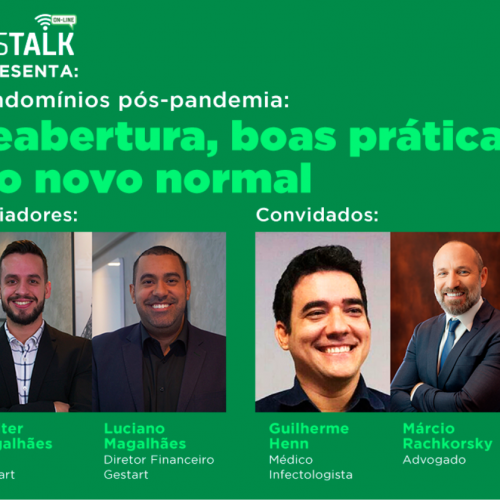 ON-LINE
STALK
ESENTA:
ndomínios pós-pandemia:
eabertura, boas prática
o novo normal
iadores:
Convidados:
ter
galhães
art
Luciano
Magalhães
Diretor Financeiro
Gestart
Guilherme
Henn
Médico
Infectologista
Márcio
Rachkorsky
Advogado